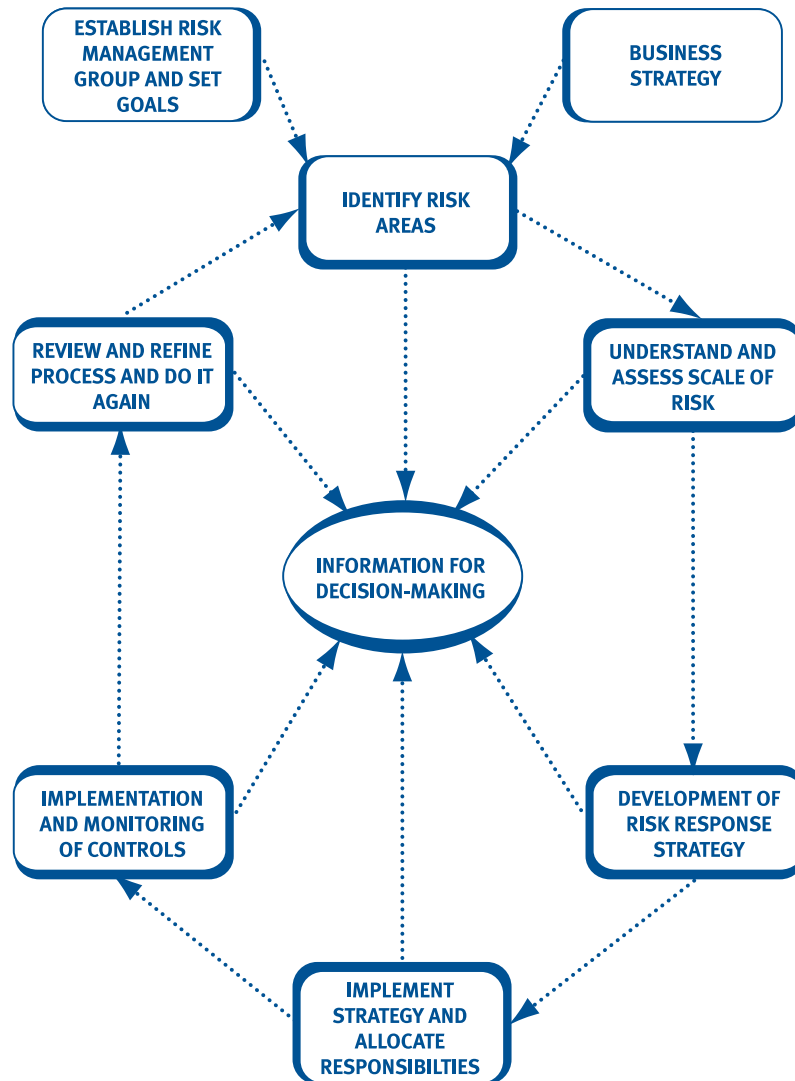 ESTABLISH RISK
MANAGEMENT
GROUP AND SET
GOALS
BUSINESS
STRATEGY
IDENTIFY RISK
AREAS
REVIEW AND REFINE
PROCESS AND DO IT
AGAIN
UNDERSTAND AND
ASSESS SCALE OF
RISK
INFORMATION FOR
DECISION-MAKING
IMPLEMENTATION
AND MONITORING
OF CONTROLS
DEVELOPMENT OF
RISK RESPONSE
STRATEGY
IMPLEMENT
STRATEGY AND
ALLOCATE
RESPONSIBILTIES